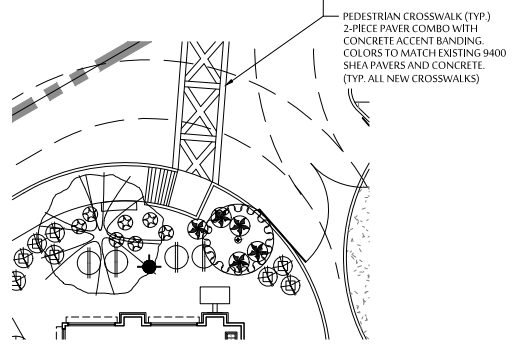 PEDESTRIAN CROSSWALK (TYP.)
2-PIECE PAVER COMBO WITH
CONCRETE ACCENT BANDING.
COLORS TO MATCH EXISTING 9400
SHEA PAVERS AND CONCRETE.
(TYP. ALL NEW CROSSWALKS)